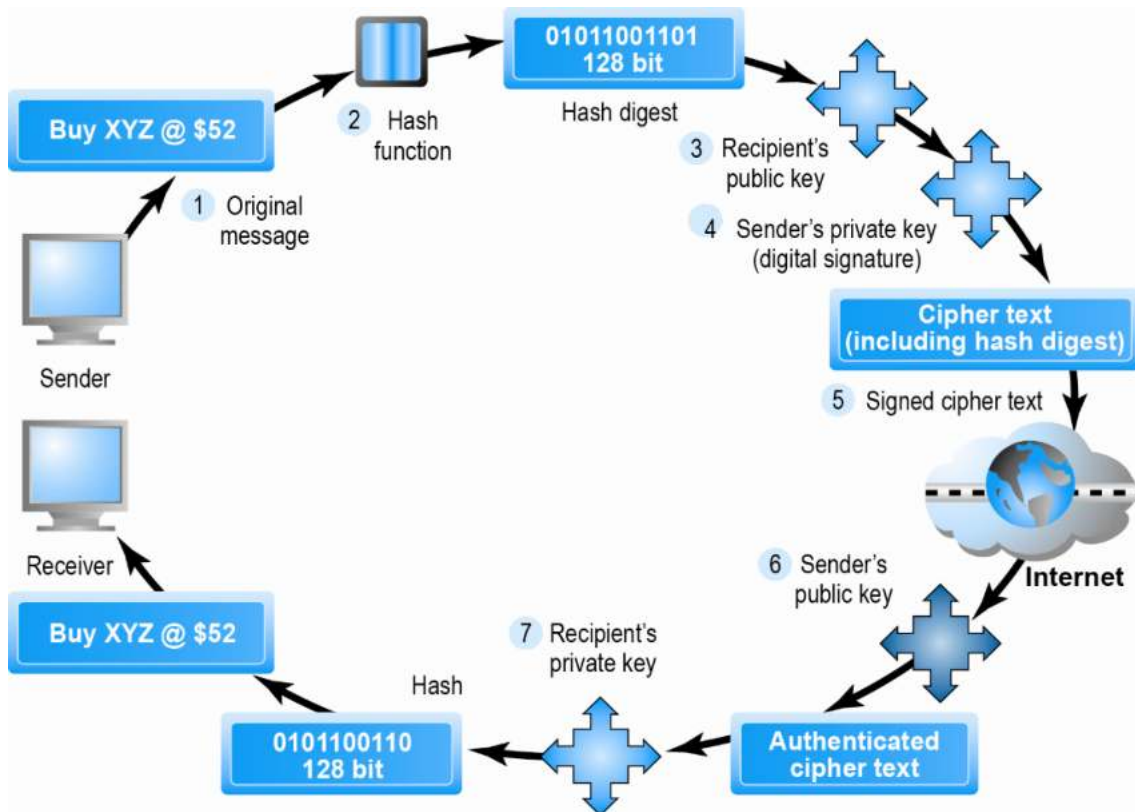 Buy XYZ @ $52
1 Original
message
Sender
2 Hash
function
01011001101
128 bit
Hash digest
3 Recipient's
public key
4 Sender's private key
(digital signature)
Cipher text
(including hash digest)
5 Signed cipher text
Internet
6 Sender's
public key
Authenticated
cipher text
7 Recipient's
private key
Hash
0101100110
128 bit
Buy XYZ @ $52
Receiver